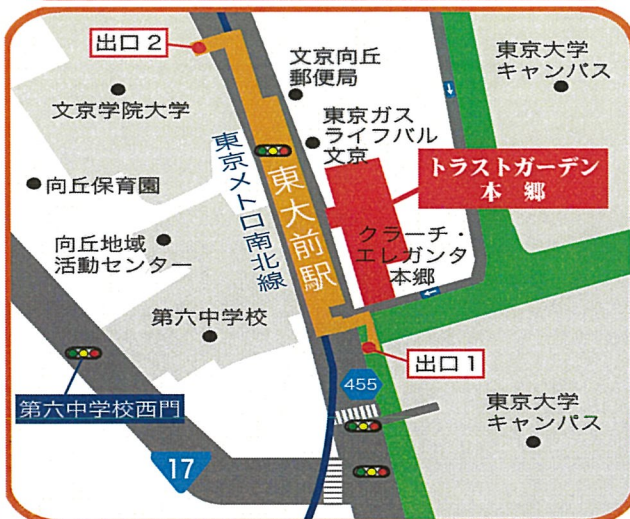 出口2
文京学院大学
向丘保育園
向丘地域
活動センター
第六中学校
第六中学校西門
17
東京メトロ南北線
東大前駅
文京向丘
郵便局
東京ガス
ライフバル
文京
トラストガーデン
本郷
クラーチ・
エレガンタ
本郷
出口1
455
東京大学
キャンパス
東京大学
キャンパス